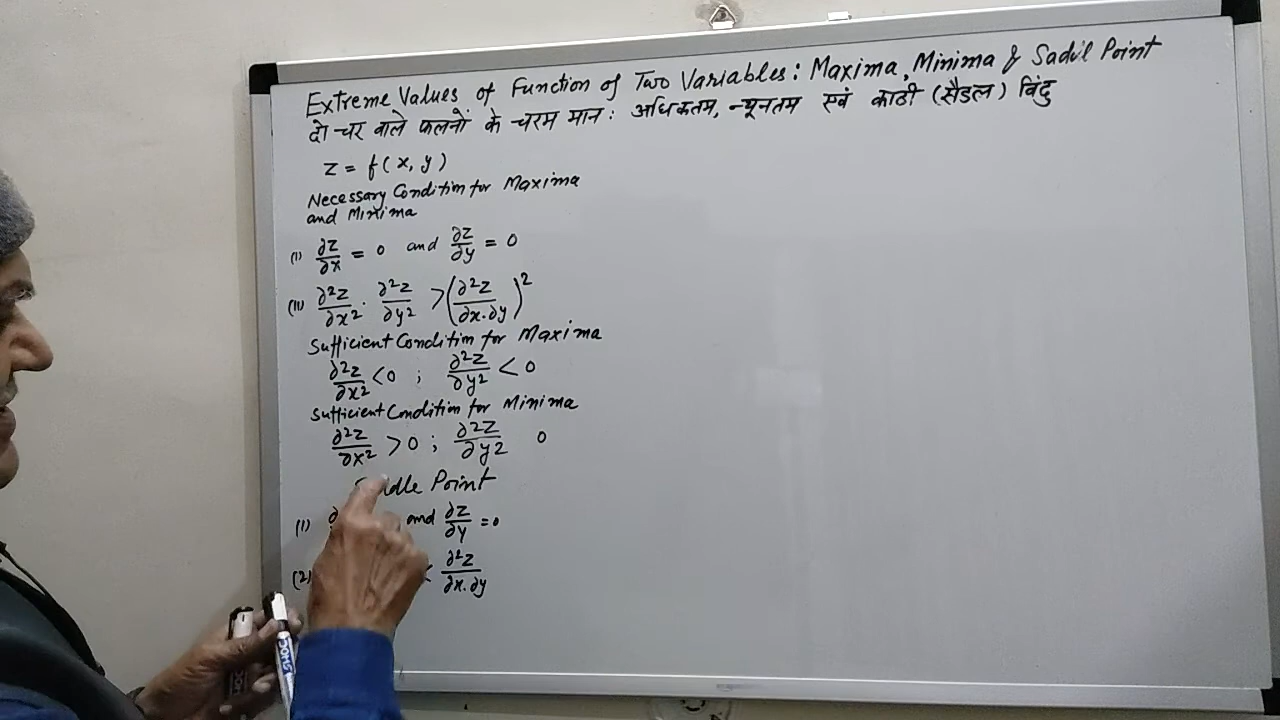 Extreme Values of Function of Two Variables: Maxima, Minima & Sadil Point
दो चर वाले फलनों के चरम मान: अधिकतम, न्यूनतम एवं काठी (सैडल) बिंदु
z = f(x, y)
Necessary Condition for Maxima
and Minima
(i) ∂z/∂x = 0 and ∂z/∂y = 0
(ii) ∂²z/∂x² · ∂²z/∂y² > (∂²z/∂x·∂y)²
Sufficient Condition for Maxima
∂²z/∂x² < 0 ; ∂²z/∂y² < 0
Sufficient Condition for Minima
∂²z/∂x² > 0 ; ∂²z/∂y² 0
Point
(1) and ∂z/∂y = 0
(2) < ∂²z/∂x·∂y